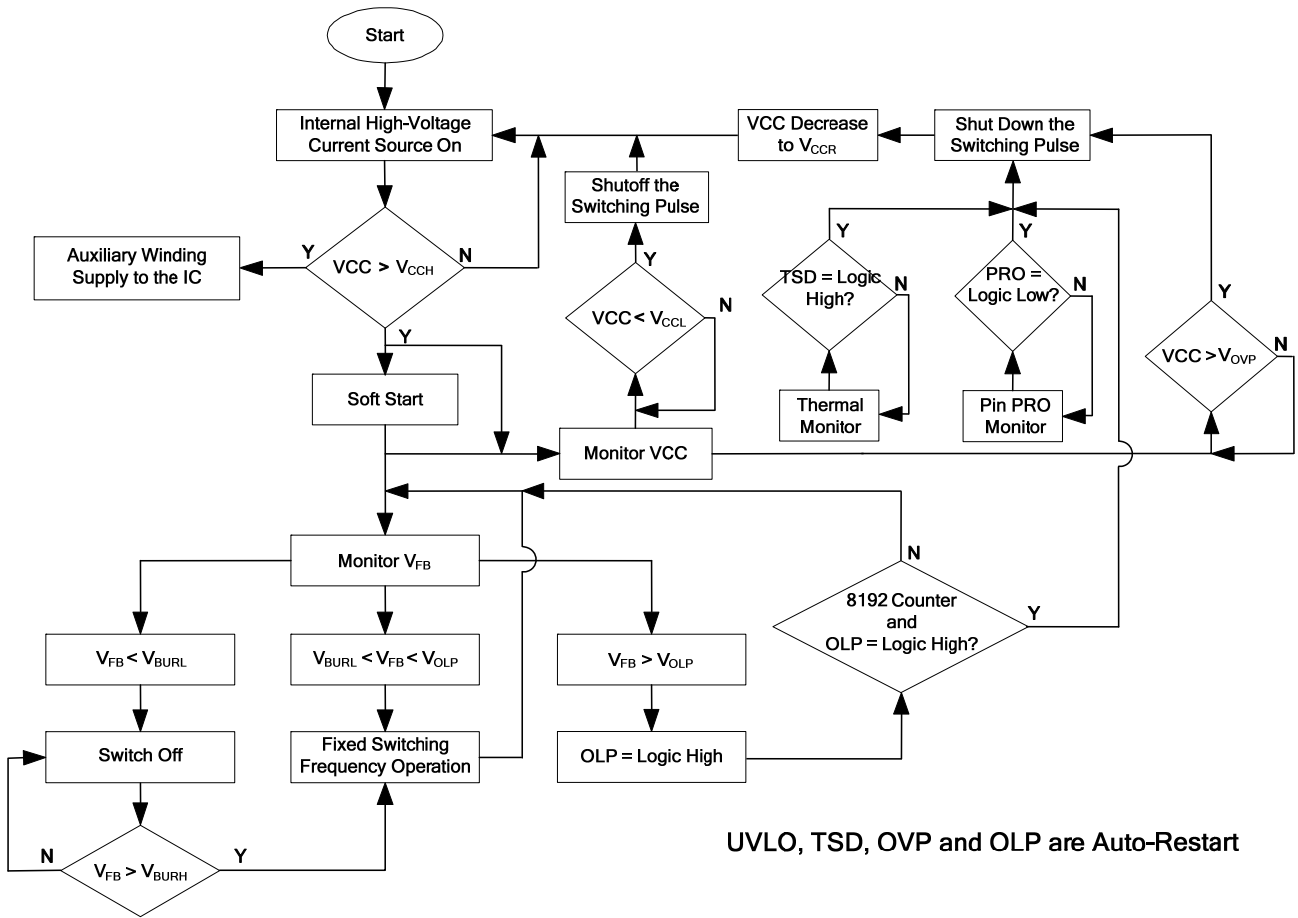 Start
Internal High-Voltage
Current Source On
VCC Decrease
to VCCR
Shut Down the
Switching Pulse
Shutoff the
Switching Pulse
Auxiliary Winding
Supply to the IC
Y
VCC > VCCH
N
Y
Y
VCC < VCCL
N
Y
TSD = Logic
High?
N
Y
PRO =
Logic Low?
N
Y
VCC > VOVP
N
Soft Start
Thermal
Monitor
Pin PRO
Monitor
Monitor VCC
Monitor VFB
N
8192 Counter
and
OLP = Logic High?
Y
VFB < VBURL
VBURL < VFB < VOLP
VFB > VOLP
Switch Off
Fixed Switching
Frequency Operation
OLP = Logic High
N
VFB > VBURH
Y
UVLO, TSD, OVP and OLP are Auto-Restart